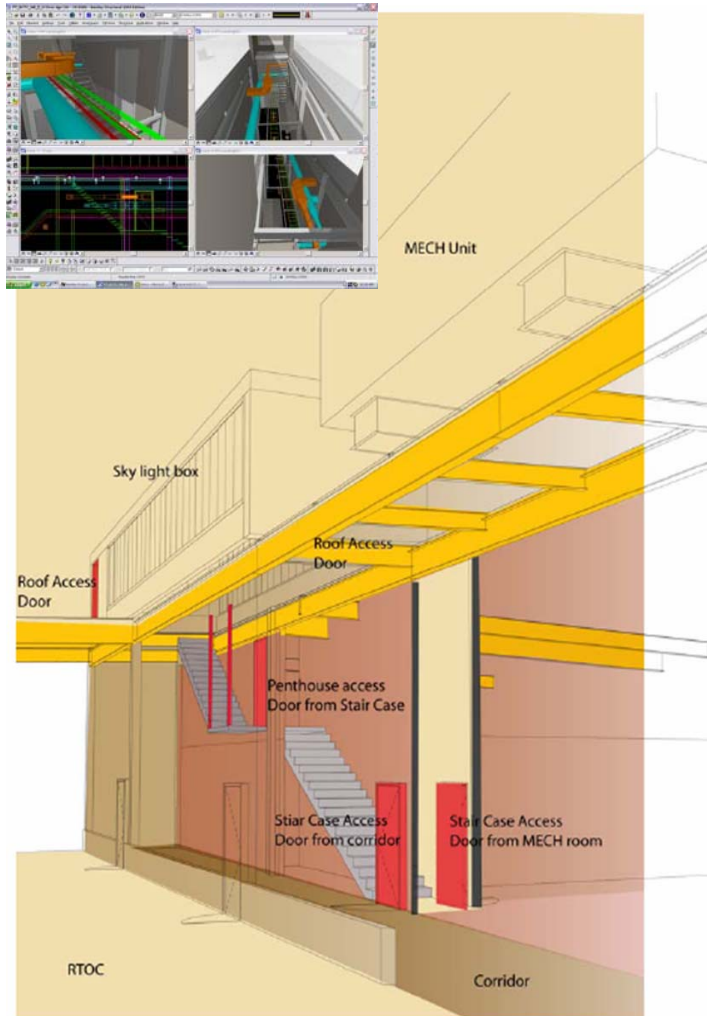 MECH Unit
Sky light box
Roof Access
Door
Roof Access
Door
Penthouse access
Door from Stair Case
Stiar Case Access
Door from corridor
Stair Case Access
Door from MECH room
RTOC
Corridor